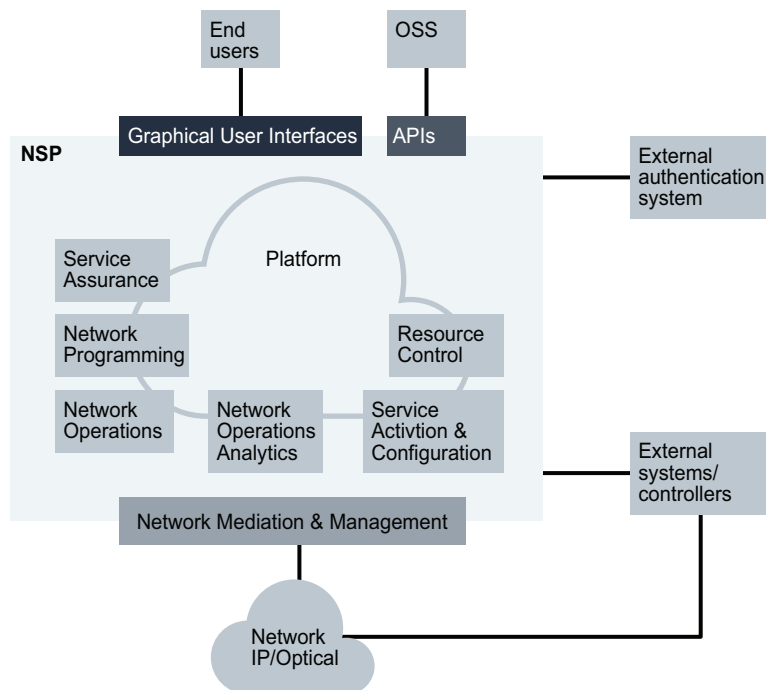 End
users
OSS
Graphical User Interfaces
APIs
NSP
External
authentication
system
Platform
Service
Assurance
Network
Programming
Resource
Control
Network
Operations
Network
Operations
Analytics
Service
Activtion &
Configuration
External
systems/
controllers
Network Mediation & Management
Network
IP/Optical